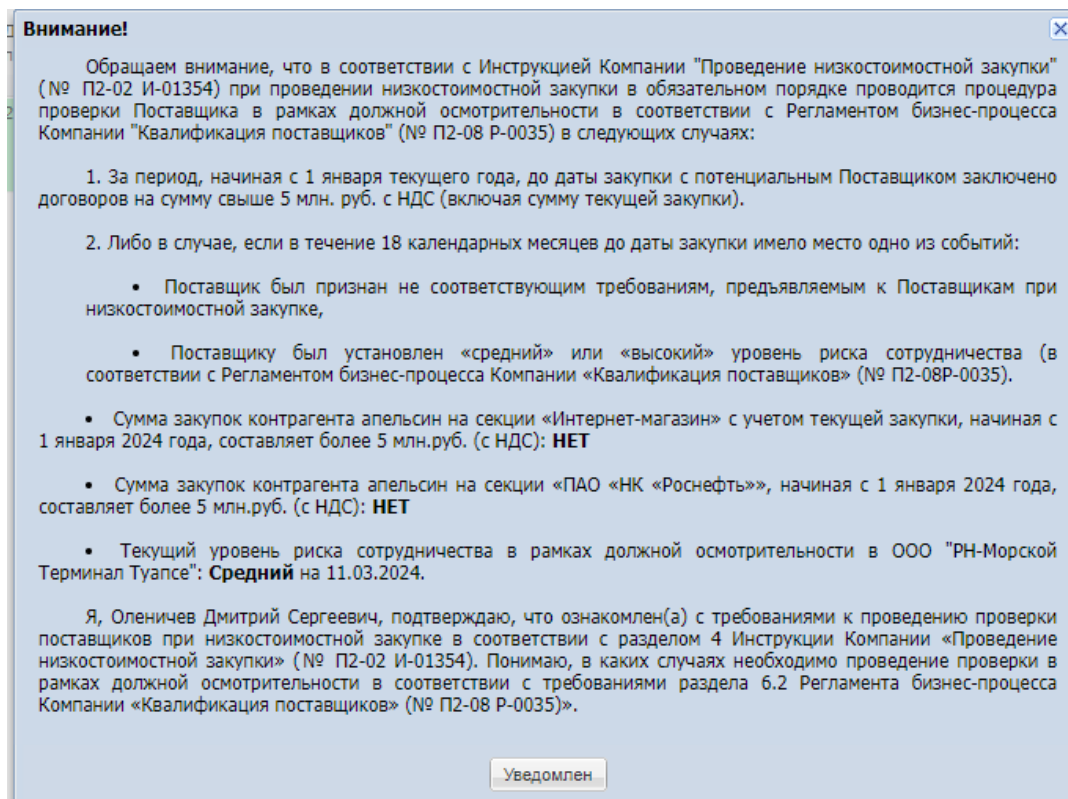 Внимание!
Обращаем внимание, что в соответствии с Инструкцией Компании "Проведение низкостоимостной закупки"
(№ П2-02 И-01354) при проведении низкостоимостной закупки в обязательном порядке проводится процедура
проверки Поставщика в рамках должной осмотрительности в соответствии с Регламентом бизнес-процесса
Компании "Квалификация поставщиков" (№ П2-08 Р-0035) в следующих случаях:
1. За период, начиная с 1 января текущего года, до даты закупки с потенциальным Поставщиком заключено
договоров на сумму свыше 5 млн. руб. с НДС (включая сумму текущей закупки).
2. Либо в случае, если в течение 18 календарных месяцев до даты закупки имело место одно из событий:
• Поставщик был признан не соответствующим требованиям, предъявляемым к Поставщикам при
низкостоимостной закупке,
• Поставщику был установлен «средний» или «высокий» уровень риска сотрудничества (в
соответствии с Регламентом бизнес-процесса Компании «Квалификация поставщиков» (№ П2-08Р-0035).
• Сумма закупок контрагента апельсин на секции «Интернет-магазин» с учетом текущей закупки, начиная с
1 января 2024 года, составляет более 5 млн.руб. (с НДС): НЕТ
• Сумма закупок контрагента апельсин на секции «ПАО «НК «Роснефть»», начиная с 1 января 2024 года,
составляет более 5 млн.руб. (с НДС): НЕТ
• Текущий уровень риска сотрудничества в рамках должной осмотрительности в ООО "РН-Морской
Терминал Туапсе": Средний на 11.03.2024.
Я, Оленичев Дмитрий Сергеевич, подтверждаю, что ознакомлен(а) с требованиями к проведению проверки
поставщиков при низкостоимостной закупке в соответствии с разделом 4 Инструкции Компании «Проведение
низкостоимостной закупки» (№ П2-02 И-01354). Понимаю, в каких случаях необходимо проведение проверки в
рамках должной осмотрительности в соответствии с требованиями раздела 6.2 Регламента бизнес-процесса
Компании «Квалификация поставщиков» (№ П2-08 Р-0035)».
Уведомлен